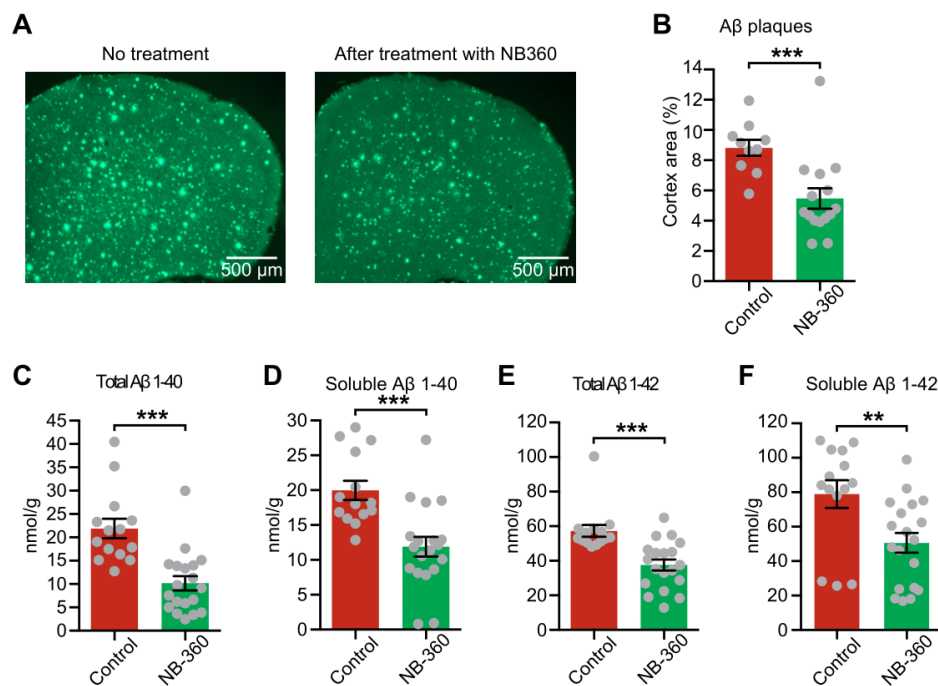 A
No treatment
After treatment with NB360
500 µm
500 µm
B
Aβ plaques
***
Cortex area (%)
14
12
10
8
6
4
2
0
Control
NB-360
C
Total Aβ 1-40
***
nmol/g
45
40
35
30
25
20
15
10
5
0
Control
NB-360
D
Soluble Aβ 1-40
***
nmol/g
30
25
20
15
10
5
0
Control
NB-360
E
Total Aβ 1-42
***
nmol/g
120
100
80
60
40
20
0
Control
NB-360
F
Soluble Aβ 1-42
**
nmol/g
120
100
80
60
40
20
0
Control
NB-360